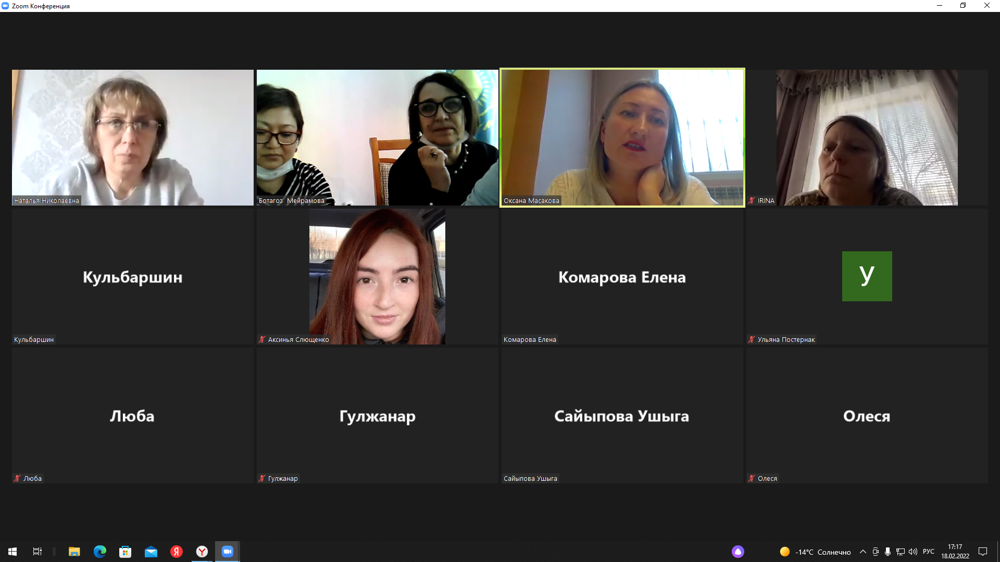 Zoom Конференция
Наталья Николаевна
Ботагоз Мейрамова
Оксана Масакова
IRINA
Кульбаршин
Комарова Елена
У
Кульбаршин
Аксинья Слющенко
Комарова Елена
Ульяна Постернак
Люба
Гулжанар
Сайыпова Ушыга
Олеся
Люба
Гулжанар
Сайыпова Ушыга
Олеся
Я
Y
-14°C Солнечно
РУС
17:17
18.02.2022